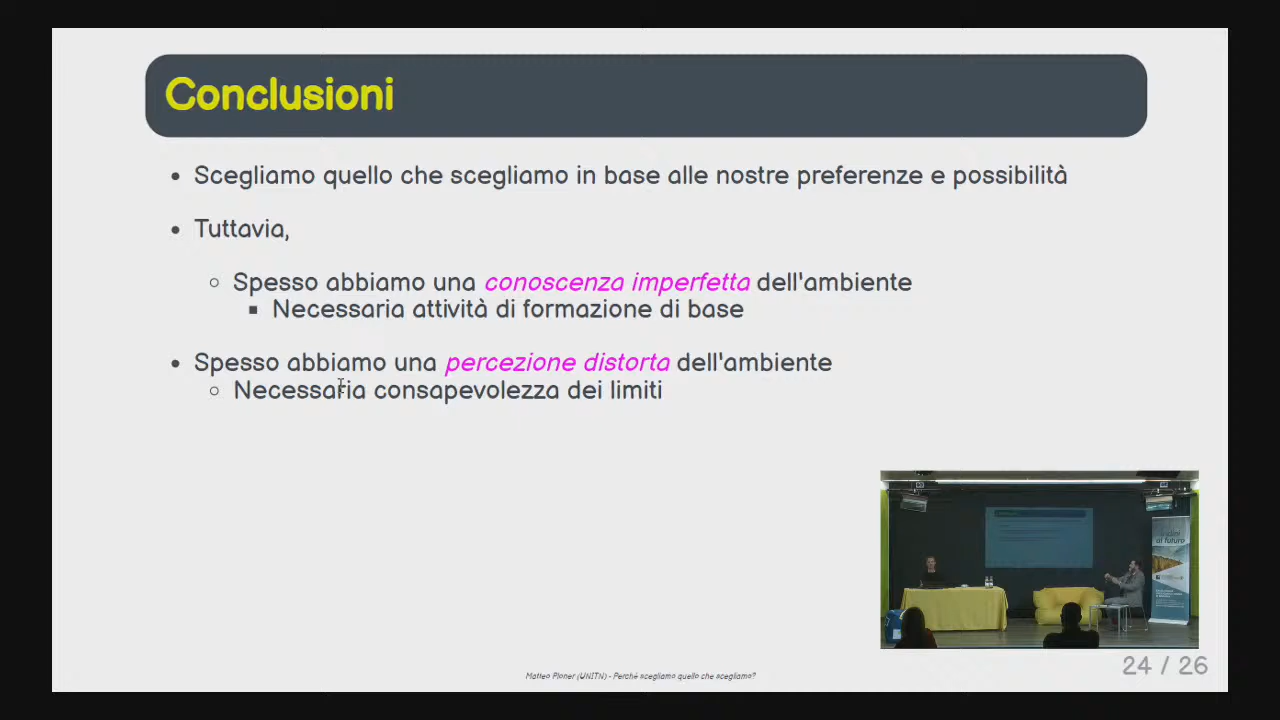 Conclusioni
Scegliamo quello che scegliamo in base alle nostre preferenze e possibilità
Tuttavia,
Spesso abbiamo una conoscenza imperfetta dell'ambiente
Necessaria attività di formazione di base
Spesso abbiamo una percezione distorta dell'ambiente
Necessaria consapevolezza dei limiti
al futuro
Matteo Ploner (UNITN) - Perché scegliamo quello che scegliamo?
24 / 26